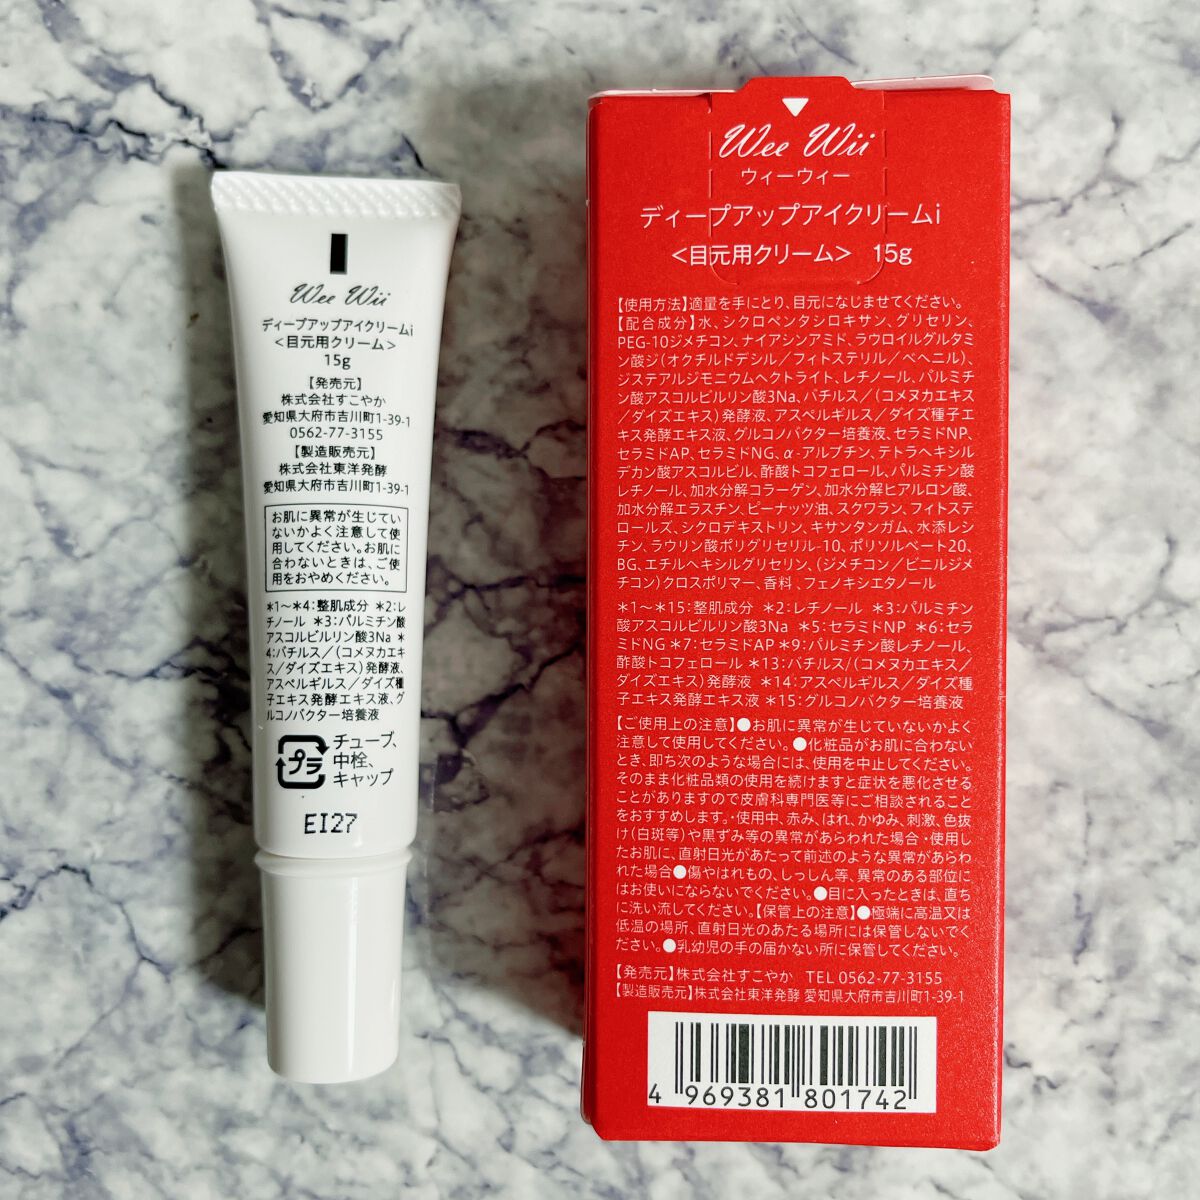 Wee Wii
ディープアップアイクリームi
＜目元用クリーム＞
15g
【発売元】
株式会社すこやか
愛知県大府市吉川町1-39-1
0562-77-3155
【製造販売元】
株式会社東洋発酵
愛知県大府市吉川町1-39-1
お肌に異常が生じてい
ないかよく注意して使
用してください。お肌に
合わないときは、ご使
用をおやめください。
*1～*4:整肌成分 *2:レ
チノール *3:パルミチン酸
アスコルビルリン酸3Na *
4:バチルス／(コメヌカエキ
ス／ダイズエキス)発酵液、
アスペルギルス／ダイズ種
子エキス発酵エキス液、グ
ルコノバクター培養液
プラ
チューブ、
中栓、
キャップ
EI27
Wee Wii
ウィーウィー
ディープアップアイクリームi
＜目元用クリーム＞ 15g
【使用方法】適量を手にとり、目元になじませてください。
【配合成分】水、シクロペンタシロキサン、グリセリン、
PEG-10ジメチコン、ナイアシンアミド、ラウロイルグルタミ
ン酸ジ(オクチルドデシル／フィトステリル／ベヘニル)、
ジステアルジモニウムヘクトライト、レチノール、パルミチ
ン酸アスコルビルリン酸3Na、バチルス／(コメヌカエキス
／ダイズエキス)発酵液、アスペルギルス／ダイズ種子エ
キス発酵エキス液、グルコノバクター培養液、セラミドNP、
セラミドAP、セラミドNG、α-アルブチン、テトラヘキシル
デカン酸アスコルビル、酢酸トコフェロール、パルミチン酸
レチノール、加水分解コラーゲン、加水分解ヒアルロン酸、
加水分解エラスチン、ピーナッツ油、スクワラン、フィトステ
ロールズ、シクロデキストリン、キサンタンガム、水添レシ
チン、ラウリン酸ポリグリセリル-10、ポリソルベート20、
BG、エチルヘキシルグリセリン、(ジメチコン／ビニルジメ
チコン)クロスポリマー、香料、フェノキシエタノール
*1～*15:整肌成分 *2:レチノール *3:パルミチン
酸アスコルビルリン酸3Na *5:セラミドNP *6:セラ
ミドNG *7:セラミドAP *9:パルミチン酸レチノール、
酢酸トコフェロール *13:バチルス/(コメヌカエキス／
ダイズエキス)発酵液 *14:アスペルギルス／ダイズ種
子エキス発酵エキス液 *15:グルコノバクター培養液
【ご使用上の注意】●お肌に異常が生じていないかよく
注意して使用してください。●化粧品がお肌に合わない
とき、即ち次のような場合には、使用を中止してください。
そのまま化粧品類の使用を続けますと症状を悪化させる
ことがありますので皮膚科専門医等にご相談されること
をおすすめします。・使用中、赤み、はれ、かゆみ、刺激、色抜
け(白斑等)や黒ずみ等の異常があらわれた場合・使用し
たお肌に、直射日光があたって前述のような異常があらわ
れた場合●傷やはれもの、しっしん等、異常のある部位に
はお使いにならないでください。●目に入ったときは、直ち
に洗い流してください。【保管上の注意】●極端に高温又は
低温の場所、直射日光のあたる場所には保管しないでく
ださい。●乳幼児の手の届かない所に保管してください。
【発売元】株式会社すこやか TEL 0562-77-3155
【製造販売元】株式会社東洋発酵 愛知県大府市吉川町1-39-1
4 969381 801742